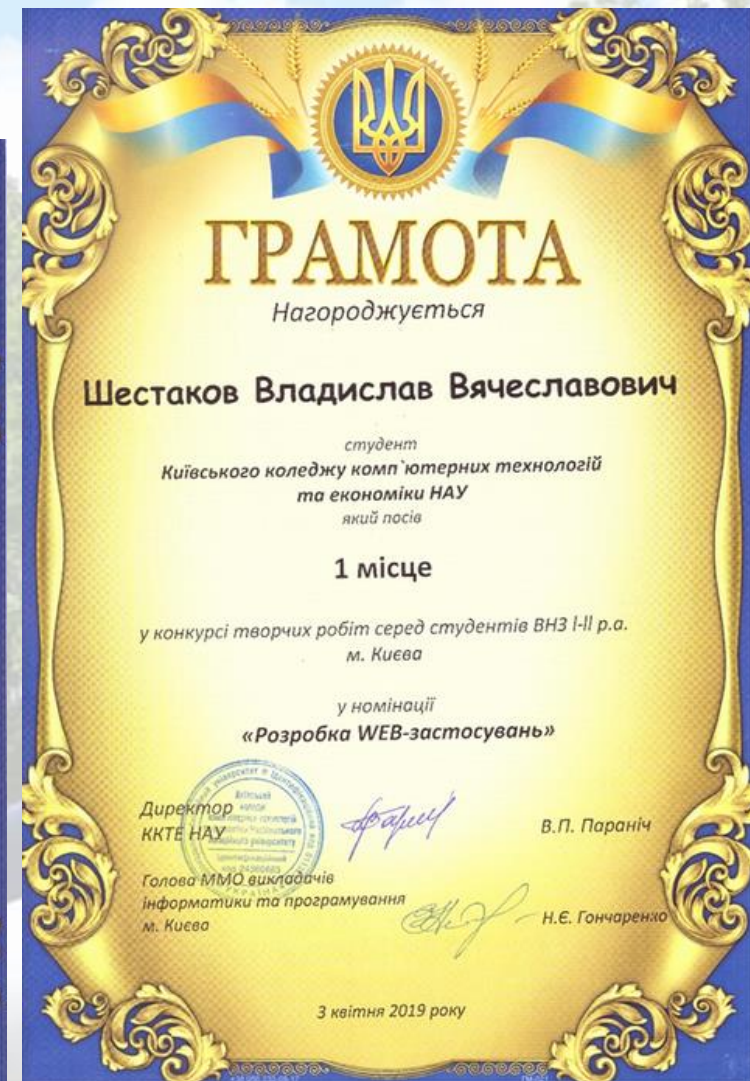 ГРАМОТА
Нагороджується
Шестаков Владислав Вячеславович
студент
Київського коледжу комп`ютерних технологій
та економіки НАУ
який посів
1 місце
у конкурсі творчих робіт серед студентів ВНЗ І-ІІ р.а.
м. Києва
у номінації
«Розробка WEB-застосувань»
Директор
ККТЕ НАУ
В.П. Параніч
Голова ММО викладачів
інформатики та програмування
м. Києва
Н.Є. Гончаренко
3 квітня 2019 року